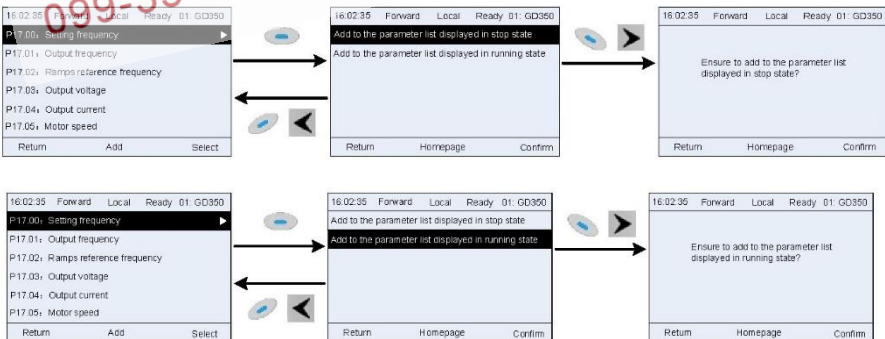 16:02:35 Forward Local Ready 01: GD350
P17.00: Setting frequency
P17.01: Output frequency
P17.02: Ramps reference frequency
P17.03: Output voltage
P17.04: Output current
P17.05: Motor speed
Return Add Select
16:02:35 Forward Local Ready 01: GD350
Add to the parameter list displayed in stop state
Add to the parameter list displayed in running state
Return Homepage Confirm
16:02:35 Forward Local Ready 01: GD350
Ensure to add to the parameter list
displayed in stop state?
Return Homepage Confirm
16:02:35 Forward Local Ready 01: GD350
P17.00: Setting frequency
P17.01: Output frequency
P17.02: Ramps reference frequency
P17.03: Output voltage
P17.04: Output current
P17.05: Motor speed
Return Add Select
16:02:35 Forward Local Ready 01: GD350
Add to the parameter list displayed in stop state
Add to the parameter list displayed in running state
Return Homepage Confirm
16:02:35 Forward Local Ready 01: GD350
Ensure to add to the parameter list
displayed in running state?
Return Homepage Confirm